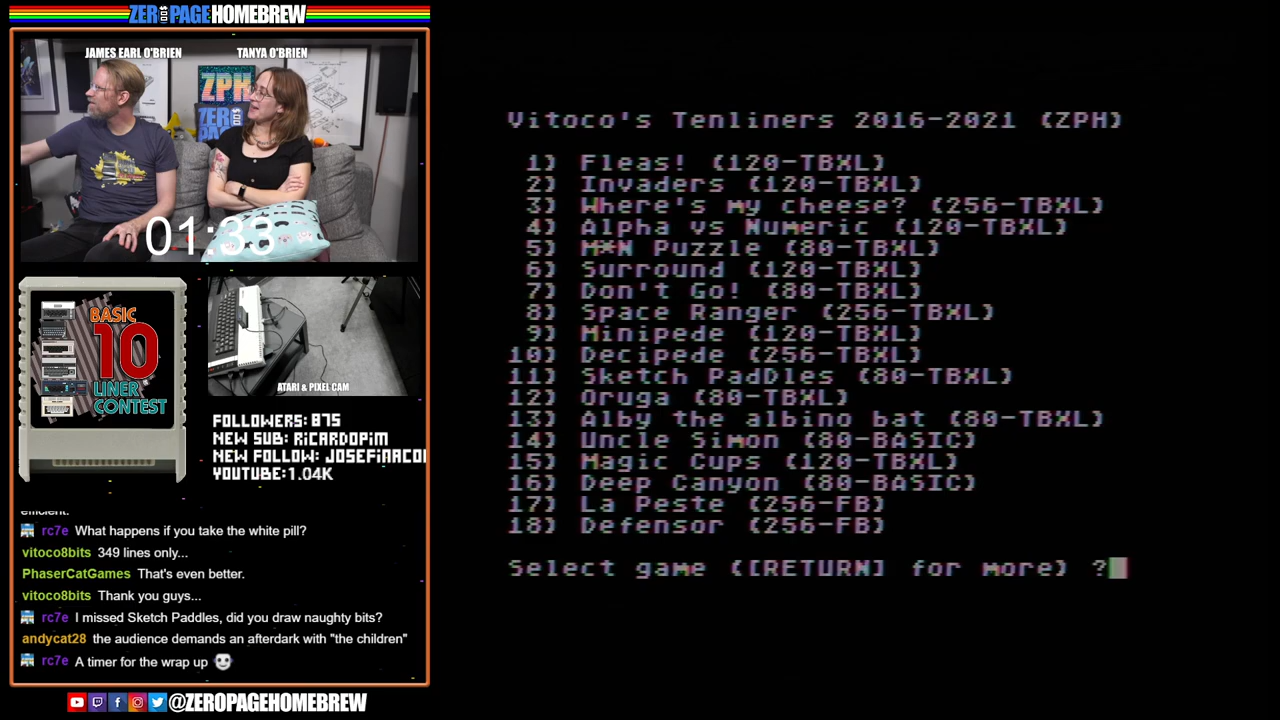 ZEROPAGEHOMEBREW
JAMES EARL O'BRIEN
TANYA O'BRIEN
ZPH
ZERO
PAGE
01:33
BASIC
10
LINER
CONTEST
ATARI & PIXEL CAM
FOLLOWERS: 875
NEW SUB: RiCARDOPiM
NEW FOLLOW: JOSEFiNACO
YOUTUBE:1.04K
efficient.
rc7e What happens if you take the white pill?
vitoco8bits 349 lines only...
PhaserCatGames That's even better.
vitoco8bits Thank you guys...
rc7e I missed Sketch Paddles, did you draw naughty bits?
andycat28 the audience demands an afterdark with "the children"
rc7e A timer for the wrap up
@ZEROPAGEHOMEBREW
Vitoco's Tenliners 2016-2021 (ZPH)
1) Fleas! (120-TBXL)
2) Invaders (120-TBXL)
3) Where's my cheese? (256-TBXL)
4) Alpha vs Numeric (120-TBXL)
5) M*N Puzzle (80-TBXL)
6) Surround (120-TBXL)
7) Don't Go! (80-TBXL)
8) Space Ranger (256-TBXL)
9) Minipede (120-TBXL)
10) Decipede (256-TBXL)
11) Sketch PadDles (80-TBXL)
12) Oruga (80-TBXL)
13) Alby the albino bat (80-TBXL)
14) Uncle Simon (80-BASIC)
15) Magic Cups (120-TBXL)
16) Deep Canyon (80-BASIC)
17) La Peste (256-FB)
18) Defensor (256-FB)
Select game ([RETURN] for more) ?